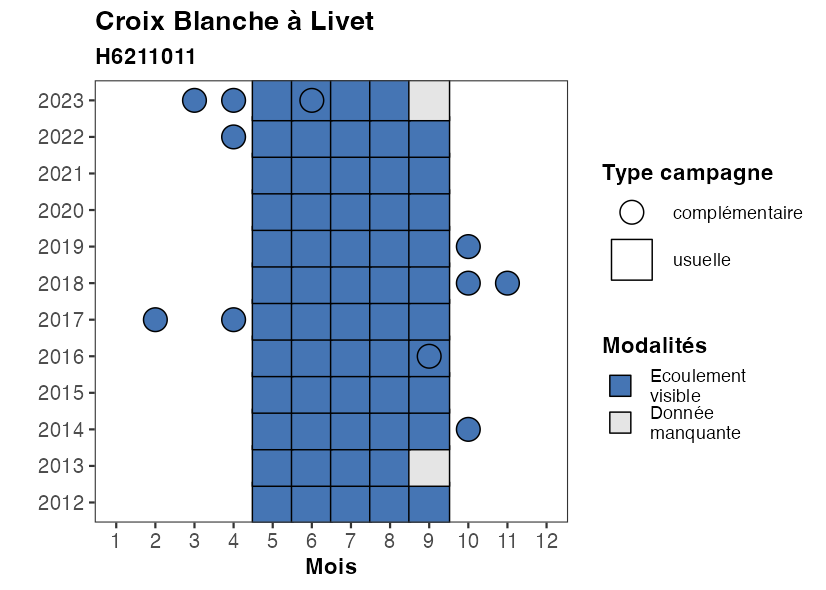 Croix Blanche à Livet
H6211011
2023
2022
2021
2020
2019
2018
2017
2016
2015
2014
2013
2012
1 2 3 4 5 6 7 8 9 10 11 12
Mois
Type campagne
complémentaire
usuelle
Modalités
Ecoulement
visible
Donnée
manquante